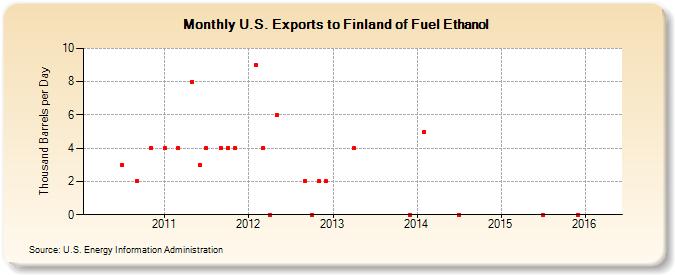 Monthly U.S. Exports to Finland of Fuel Ethanol
Thousand Barrels per Day
10
8
6
4
2
0
2011 2012 2013 2014 2015 2016
Source: U.S. Energy Information Administration